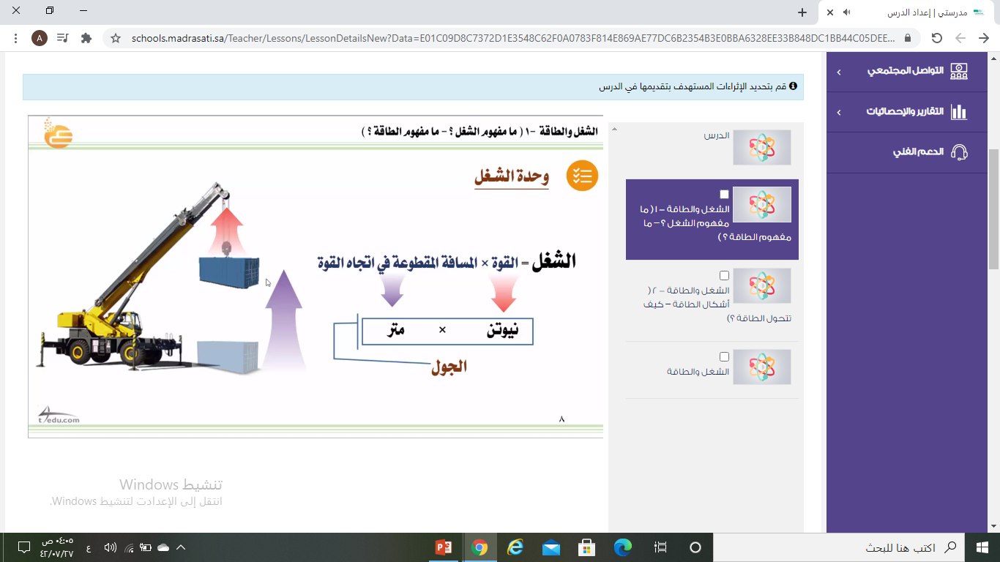 مدرستي | إعداد الدرس
schools.madrasati.sa/Teacher/Lessons/LessonDetailsNew?Data=E01C09D8C7372D1E3548C62F0A0783F814E869AE77DC6B2354B3E0BBA6328EE33B848DC1BB44C05DEE...
A
التواصل المجتمعي
التقارير والإحصائيات
الدعم الفني
قم بتحديد الإثراءات المستهدف بتقديمها في الدرس
الدرس
الشغل والطاقة – ١( ما
مفهوم الشغل ؟ – ما
مفهوم الطاقة ؟ )
الشغل والطاقة – ٢(
أشكال الطاقة – كيف
تتحول الطاقة ؟)
الشغل والطاقة
الشغل والطاقة -١ ( ما مفهوم الشغل ؟ - ما مفهوم الطاقة ؟ )
وحدة الشغل
الشغل = القوة × المسافة المقطوعة في اتجاه القوة
نيوتن × متر
الجول
t4edu.com
٨
تنشيط Windows
انتقل إلى الإعدادت لتنشيط Windows.
اكتب هنا للبحث
ع
٠٤:٠٥ ص
٤٢/٠٧/٢٧